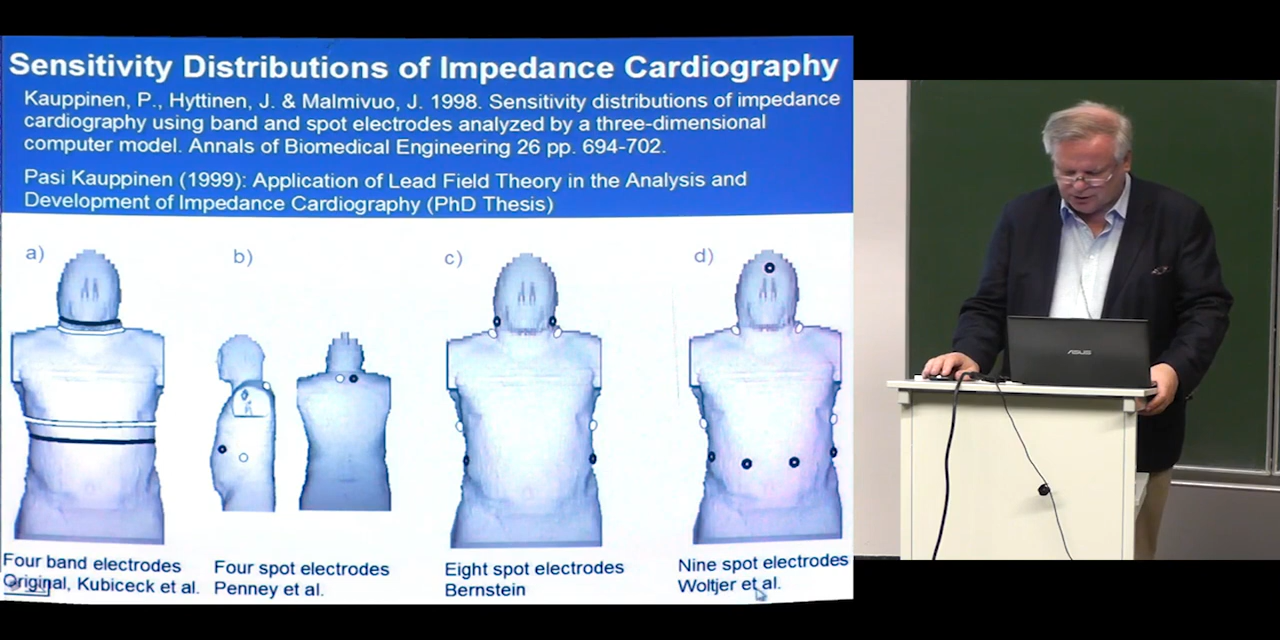 Sensitivity Distributions of Impedance Cardiography
Kauppinen, P., Hyttinen, J. & Malmivuo, J. 1998. Sensitivity distributions of impedance
cardiography using band and spot electrodes analyzed by a three-dimensional
computer model. Annals of Biomedical Engineering 26 pp. 694-702.
Pasi Kauppinen (1999): Application of Lead Field Theory in the Analysis and
Development of Impedance Cardiography (PhD Thesis)
a)
b)
c)
d)
Four band electrodes
Original, Kubiceck et al.
Four spot electrodes
Penney et al.
Eight spot electrodes
Bernstein
Nine spot electrodes
Woltjer et al.
ASUS